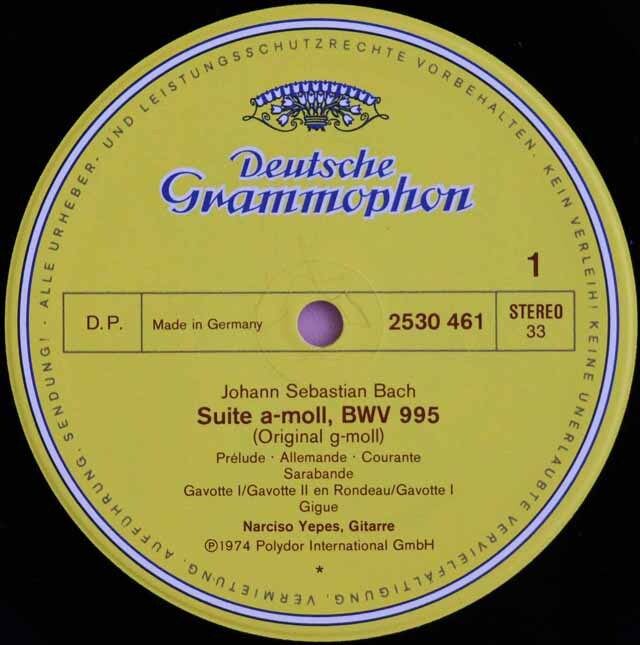 ALLE URHEBER- UND LEISTUNGSSCHUTZRECHTE VORBEHALTEN. KEIN VERLEIH! KEINE UNERLAUBTE VERVIELFÄLTIGUNG, VERMIETUNG, AUFFÜHRUNG, SENDUNG! ·
Deutsche
Grammophon
1
D.P.
Made in Germany
2530 461
STEREO
33
Johann Sebastian Bach
Suite a-moll, BWV 995
(Original g-moll)
Prélude · Allemande · Courante
Sarabande
Gavotte I/Gavotte II en Rondeau/Gavotte I
Gigue
Narciso Yepes, Gitarre
Ⓟ1974 Polydor International GmbH
*